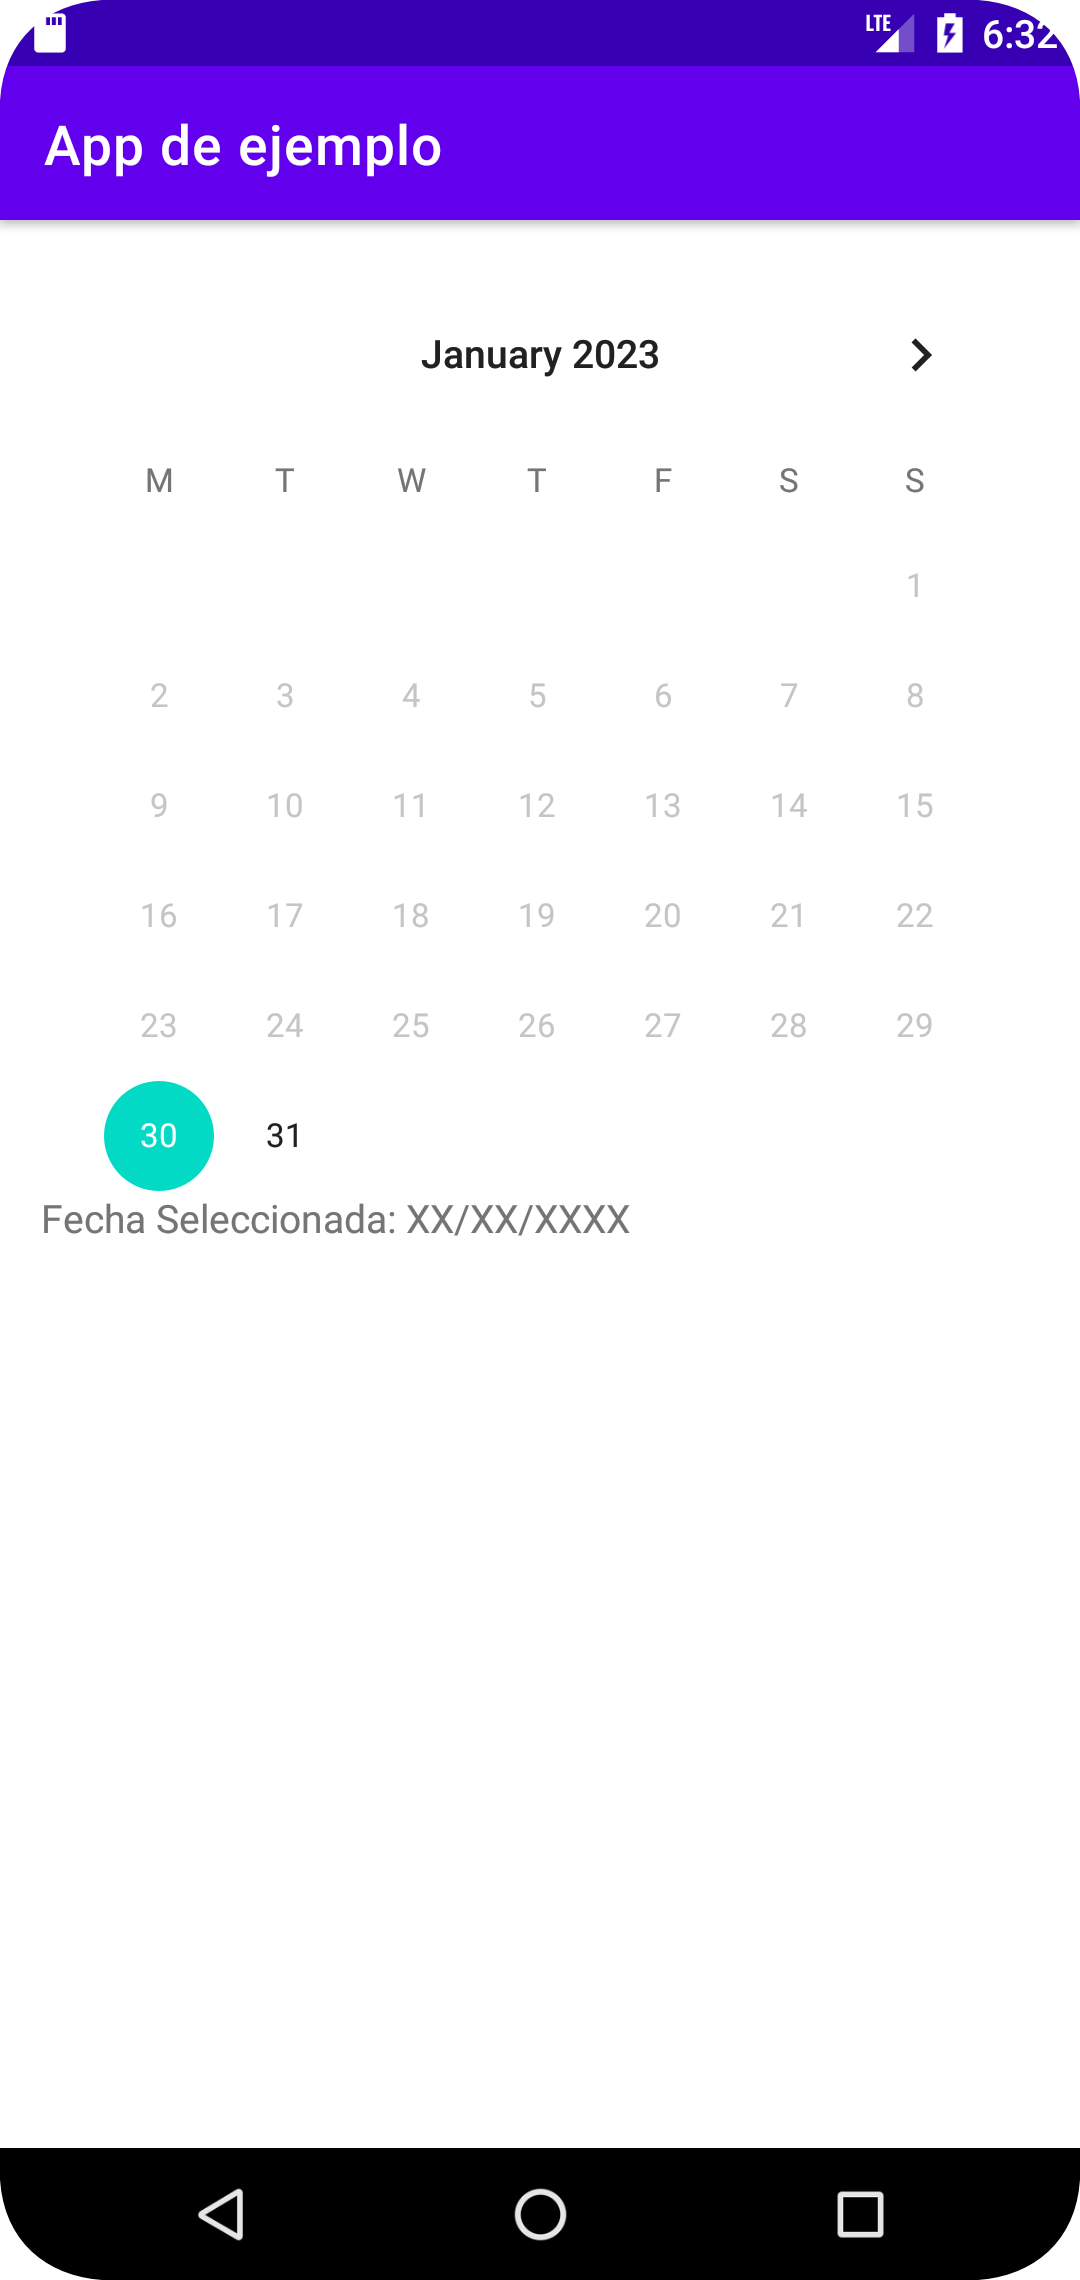 LTE 6:32
App de ejemplo
January 2023
M T W T F S S
1
2 3 4 5 6 7 8
9 10 11 12 13 14 15
16 17 18 19 20 21 22
23 24 25 26 27 28 29
30 31
Fecha Seleccionada: XX/XX/XXXX